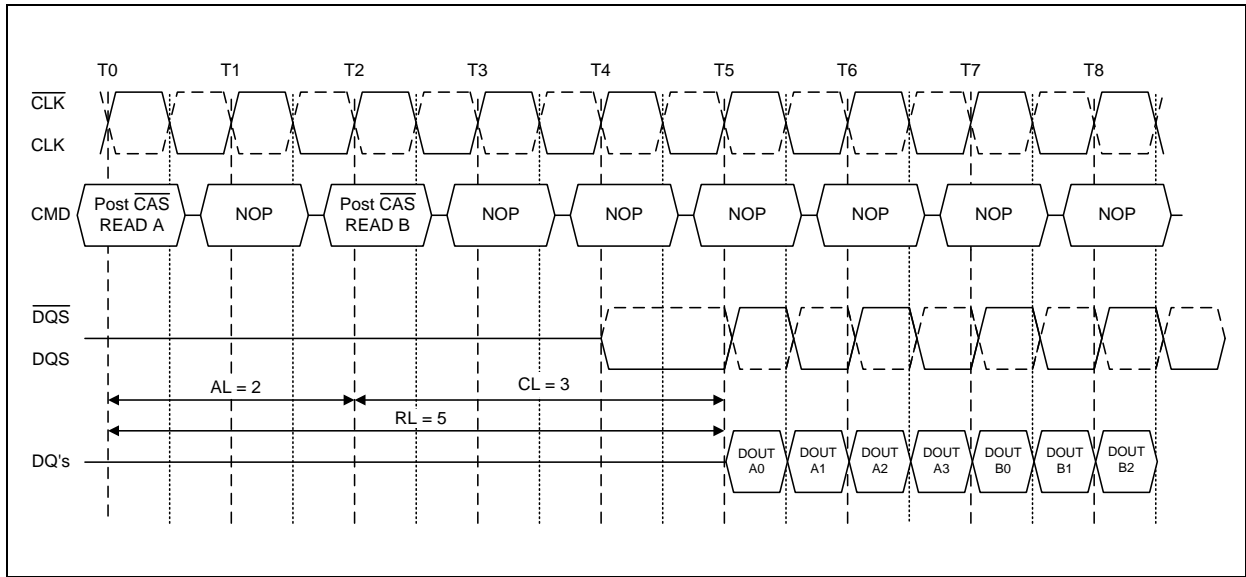 T0 T1 T2 T3 T4 T5 T6 T7 T8
CLK
CLK
CMD
Post CAS
READ A
NOP
Post CAS
READ B
NOP
NOP
NOP
NOP
NOP
NOP
DQS
DQS
AL = 2
CL = 3
RL = 5
DQ's
DOUT
A0
DOUT
A1
DOUT
A2
DOUT
A3
DOUT
B0
DOUT
B1
DOUT
B2